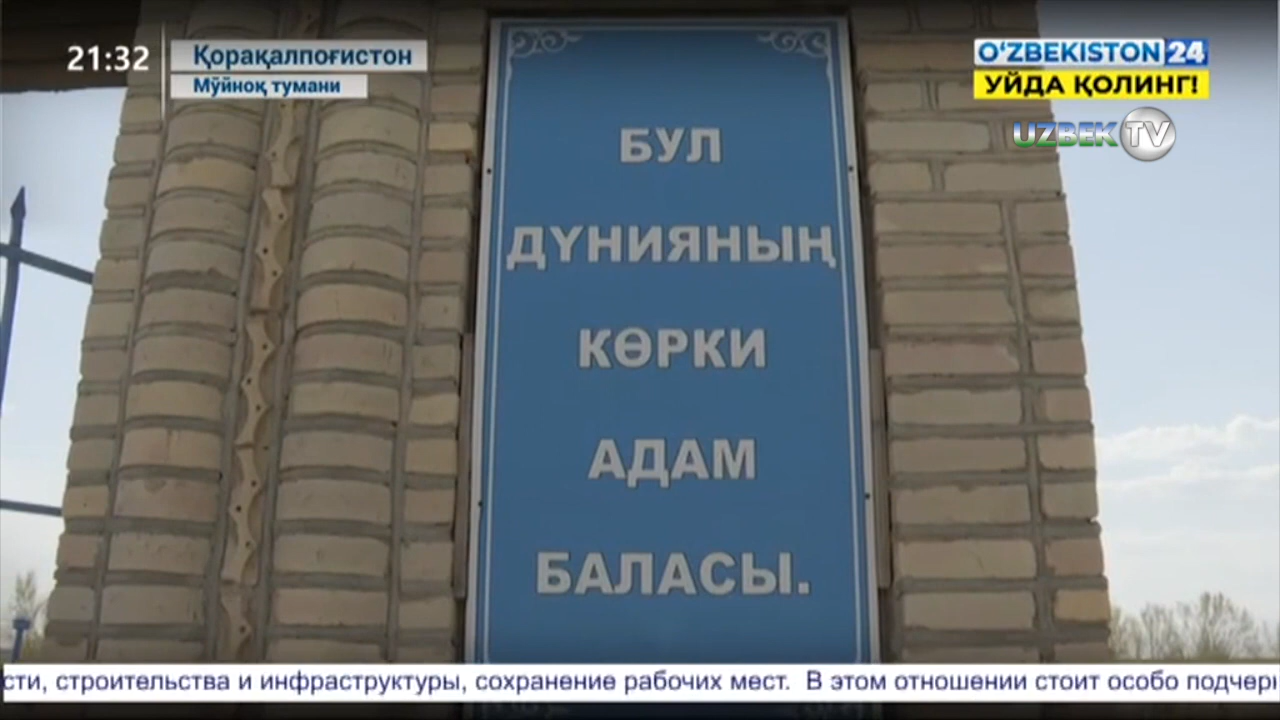 21:32
Қорақалпоғистон
Мўйноқ тумани
O‘ZBEKISTON 24
УЙДА ҚОЛИНГ!
UZBEK TV
БУЛ
ДҮНИЯНЫҢ
КӨРКИ
АДАМ
БАЛАСЫ.
сти, строительства и инфраструктуры, сохранение рабочих мест. В этом отношении стоит особо подчер